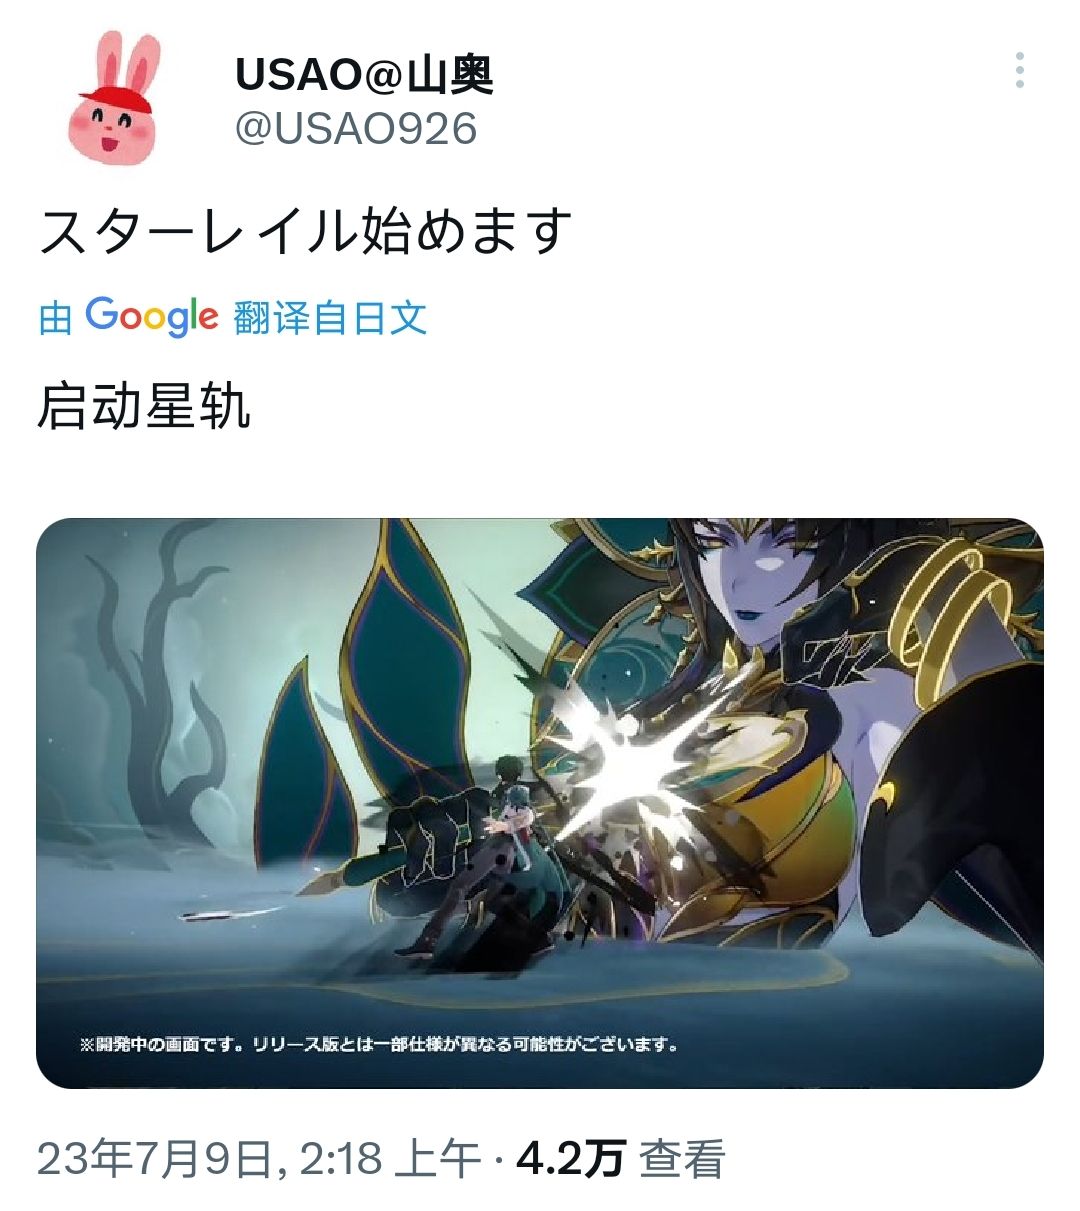 USAO@山奥
@USAO926
スターレイル始めます
由 Google 翻译自日文
启动星轨
※開発中の画面です。リリース版とは一部仕様が異なる可能性がございます。
23年7月9日, 2:18 上午 · 4.2万 查看